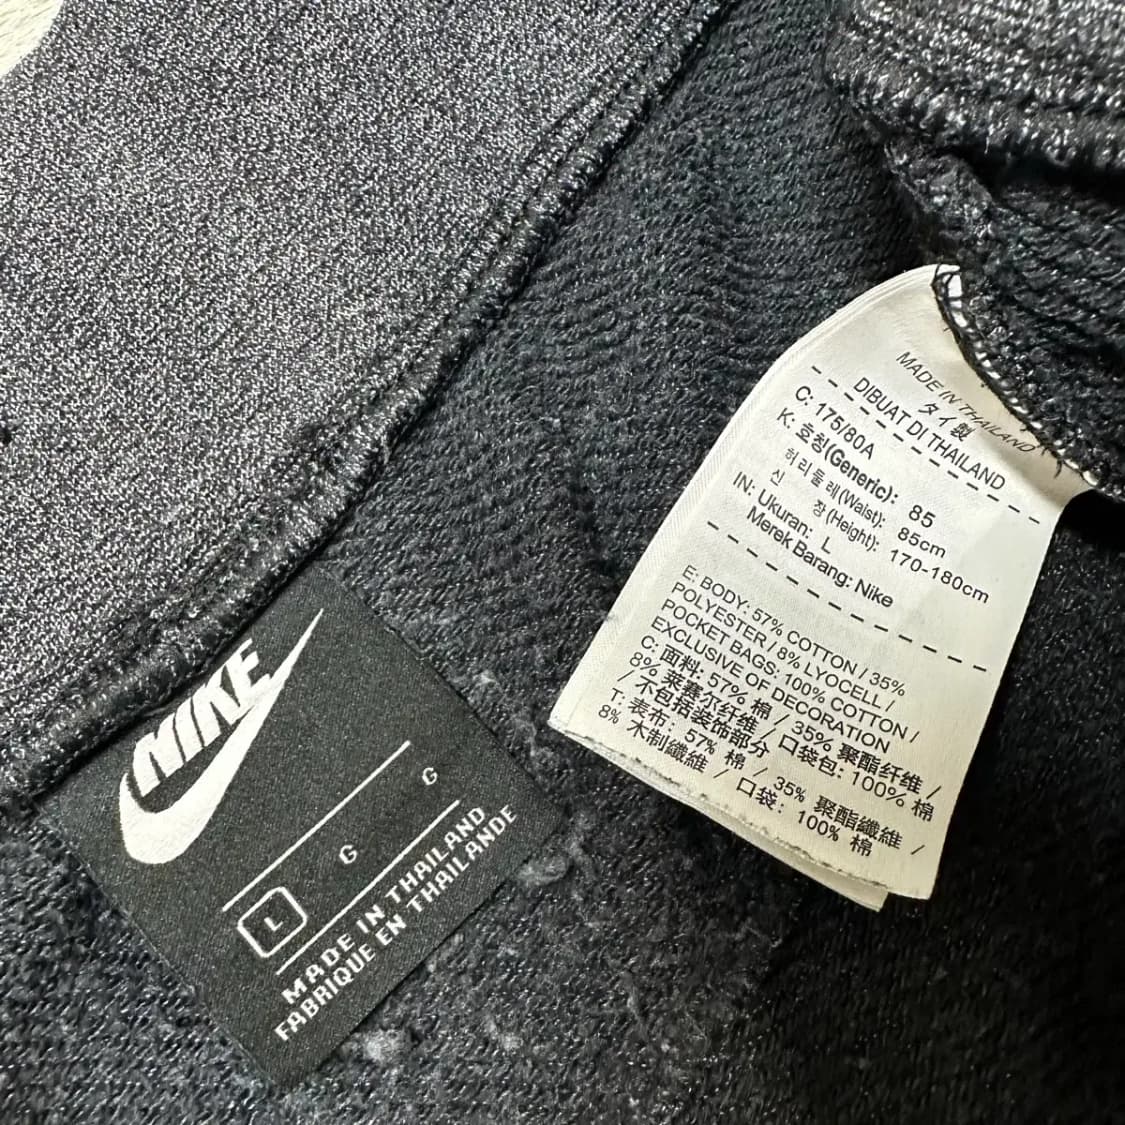 NIKE
L G G
MADE IN THAILAND
FABRIQUE EN THAILANDE
MADE IN THAILAND
タイ製
DIBUAT DI THAILAND
C: 175/80A
K: 호칭(Generic): 85
허리둘레(Waist): 85cm
신 장(Height): 170-180cm
IN: Ukuran: L
Merek Barang: Nike
E: BODY: 57% COTTON / 35%
POLYESTER / 8% LYOCELL /
POCKET BAGS: 100% COTTON /
EXCLUSIVE OF DECORATION
C: 面料: 57% 棉 / 35% 聚酯纤维 /
8% 莱赛尔纤维 / 口袋包: 100% 棉
/ 不包括装饰部分
T: 表布: 57% 棉 / 35% 聚酯纖維 /
8% 木制纖維 / 口袋: 100% 棉